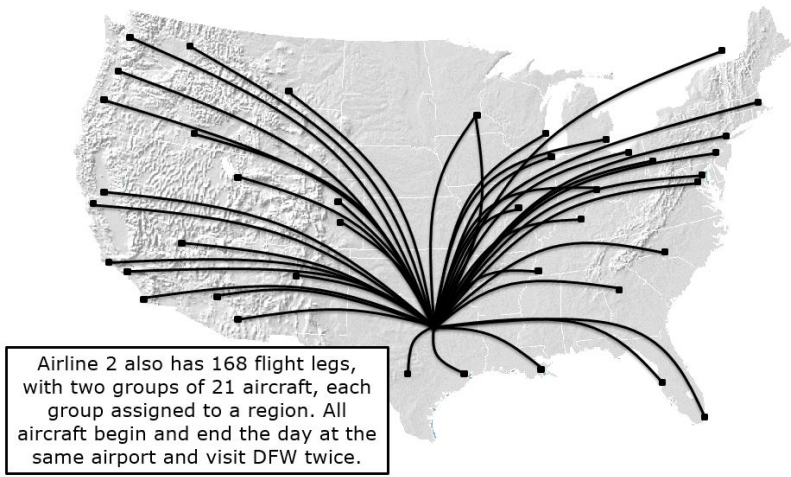 Airline 2 also has 168 flight legs,
with two groups of 21 aircraft, each
group assigned to a region. All
aircraft begin and end the day at the
same airport and visit DFW twice.